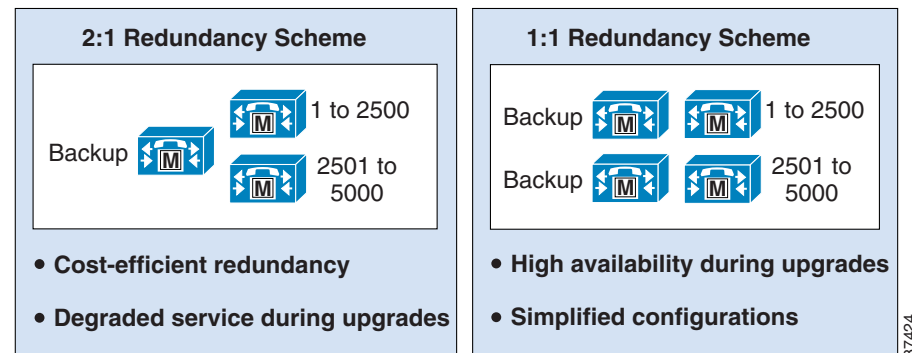 2:1 Redundancy Scheme
Backup
M
M
M
1 to 2500
2501 to
5000
• Cost-efficient redundancy
• Degraded service during upgrades
1:1 Redundancy Scheme
Backup
M
M
1 to 2500
Backup
M
M
2501 to
5000
• High availability during upgrades
• Simplified configurations